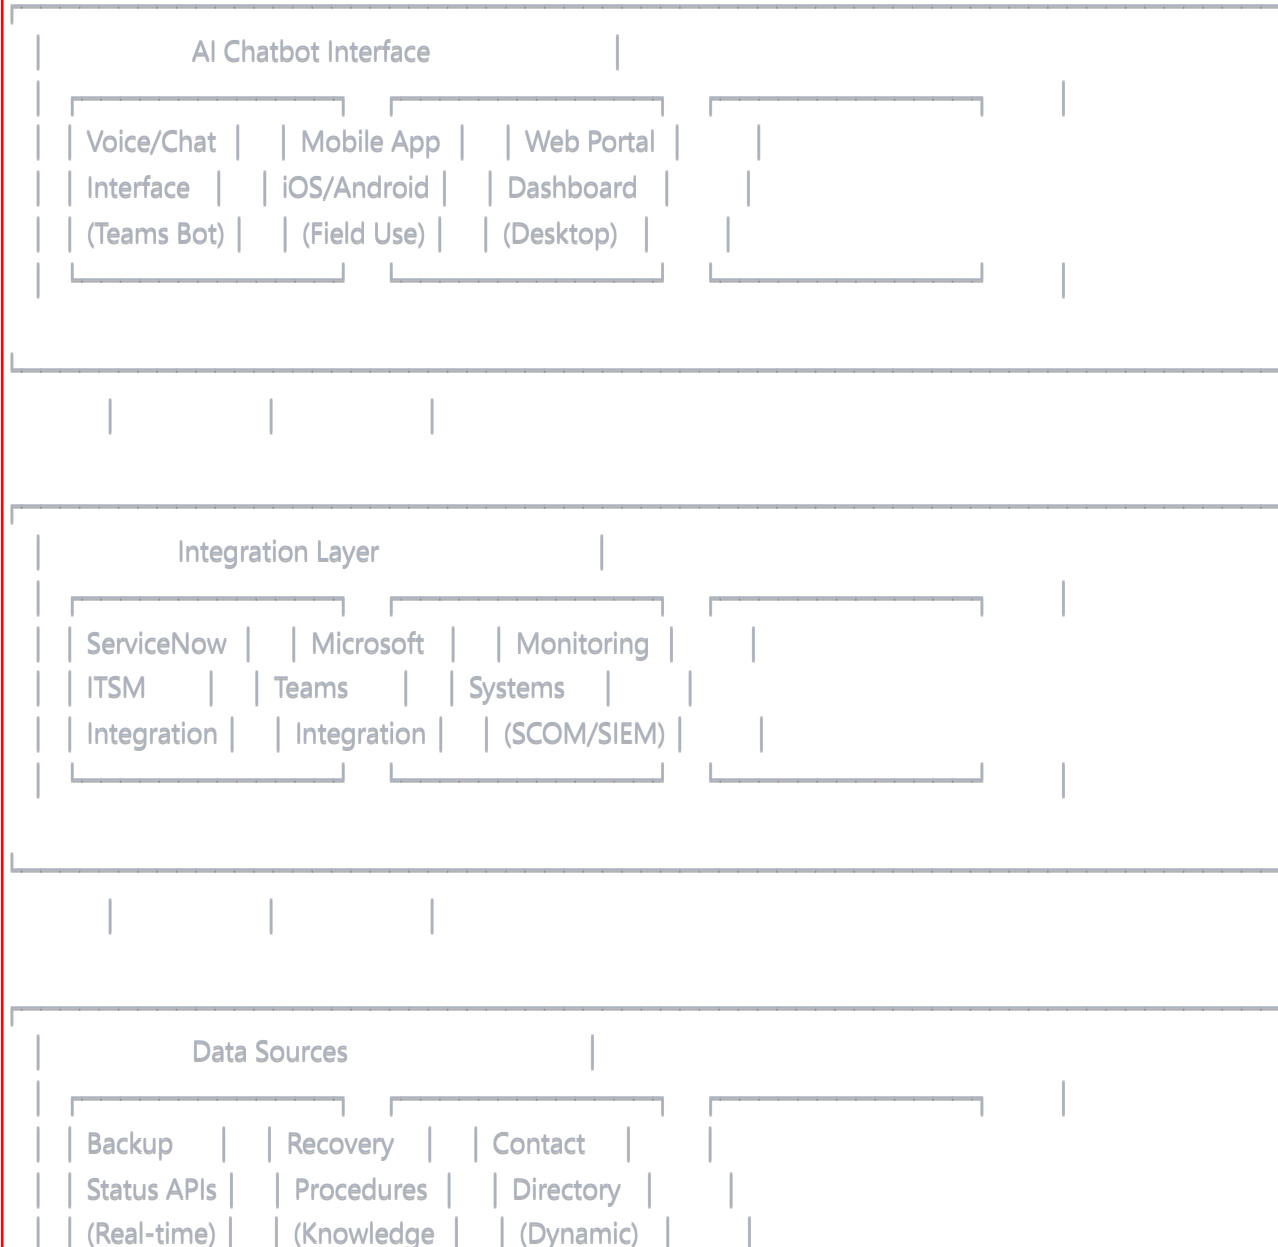 AI Chatbot Interface
Voice/Chat | Mobile App | Web Portal
Interface | iOS/Android | Dashboard
(Teams Bot) | (Field Use) | (Desktop)
Integration Layer
ServiceNow | Microsoft | Monitoring
ITSM | Teams | Systems
Integration | Integration | (SCOM/SIEM)
Data Sources
Backup | Recovery | Contact
Status APIs | Procedures | Directory
(Real-time) | (Knowledge | (Dynamic)